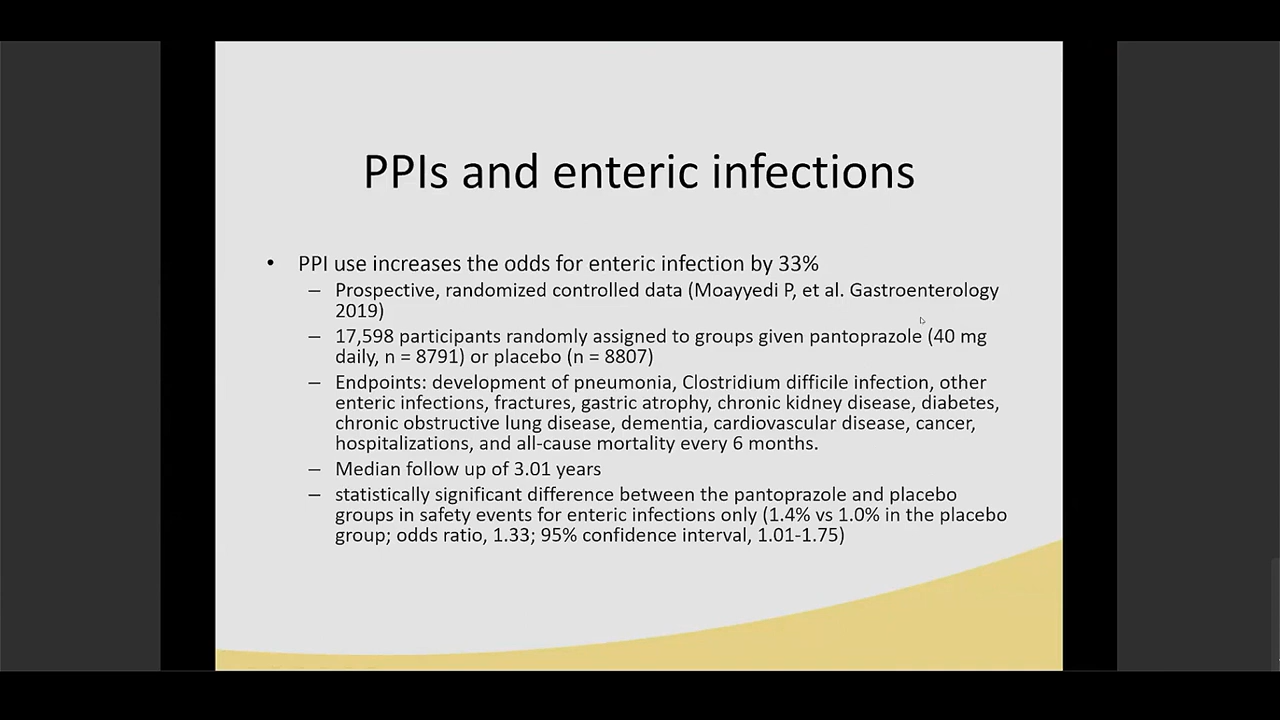 PPIs and enteric infections
• PPI use increases the odds for enteric infection by 33%
– Prospective, randomized controlled data (Moayyedi P, et al. Gastroenterology
2019)
– 17,598 participants randomly assigned to groups given pantoprazole (40 mg
daily, n = 8791) or placebo (n = 8807)
– Endpoints: development of pneumonia, Clostridium difficile infection, other
enteric infections, fractures, gastric atrophy, chronic kidney disease, diabetes,
chronic obstructive lung disease, dementia, cardiovascular disease, cancer,
hospitalizations, and all-cause mortality every 6 months.
– Median follow up of 3.01 years
– statistically significant difference between the pantoprazole and placebo
groups in safety events for enteric infections only (1.4% vs 1.0% in the placebo
group; odds ratio, 1.33; 95% confidence interval, 1.01-1.75)